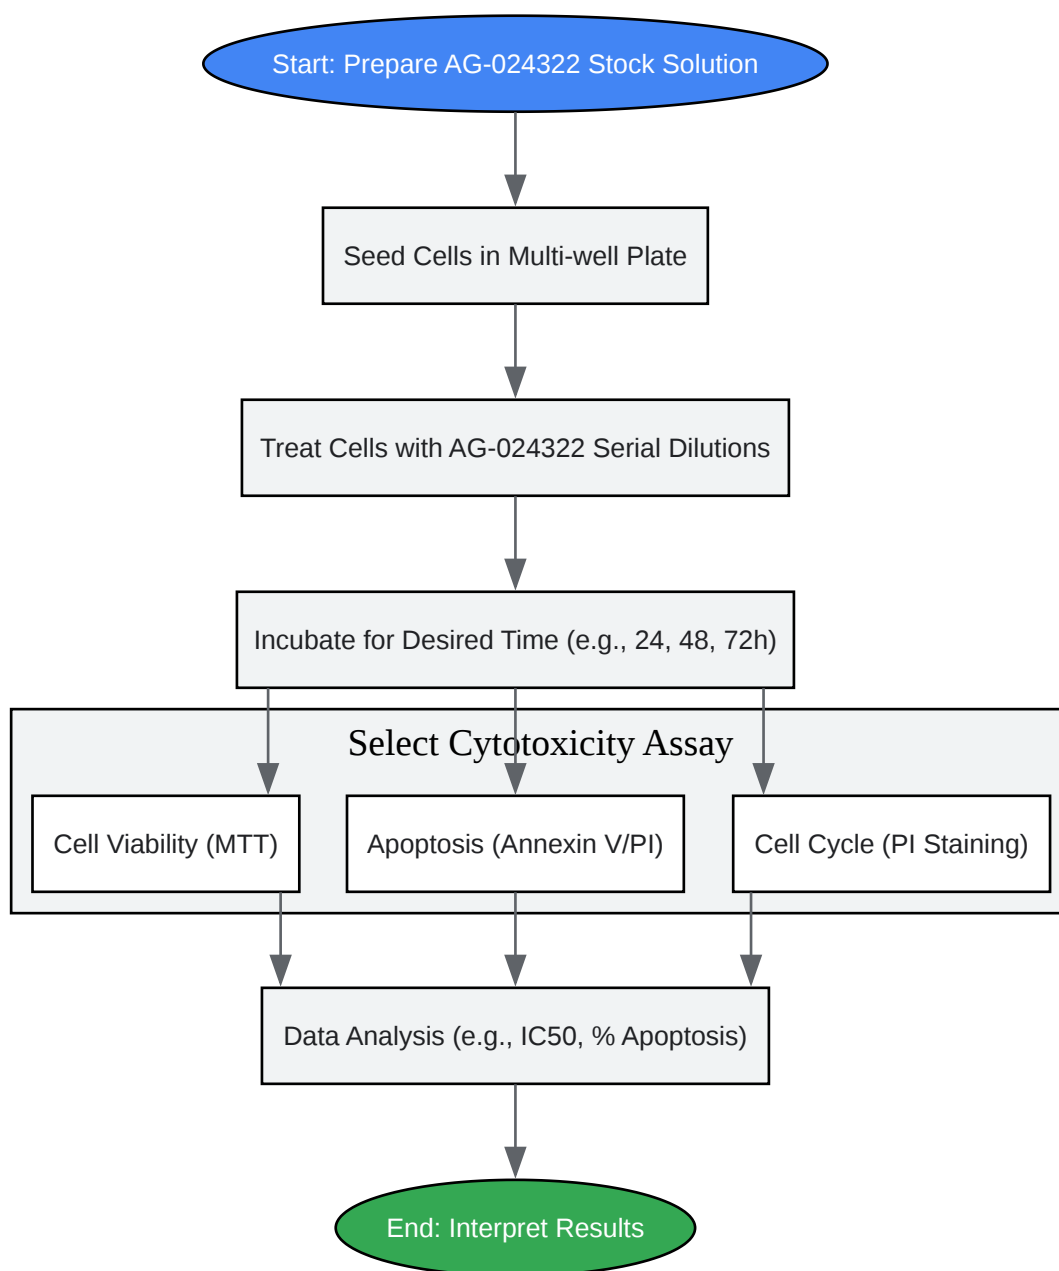 Start: Prepare AG-024322 Stock Solution
Seed Cells in Multi-well Plate
Treat Cells with AG-024322 Serial Dilutions
Incubate for Desired Time (e.g., 24, 48, 72h)
Select Cytotoxicity Assay
Cell Viability (MTT)
Apoptosis (Annexin V/PI)
Cell Cycle (PI Staining)
Data Analysis (e.g., IC50, % Apoptosis)
End: Interpret Results